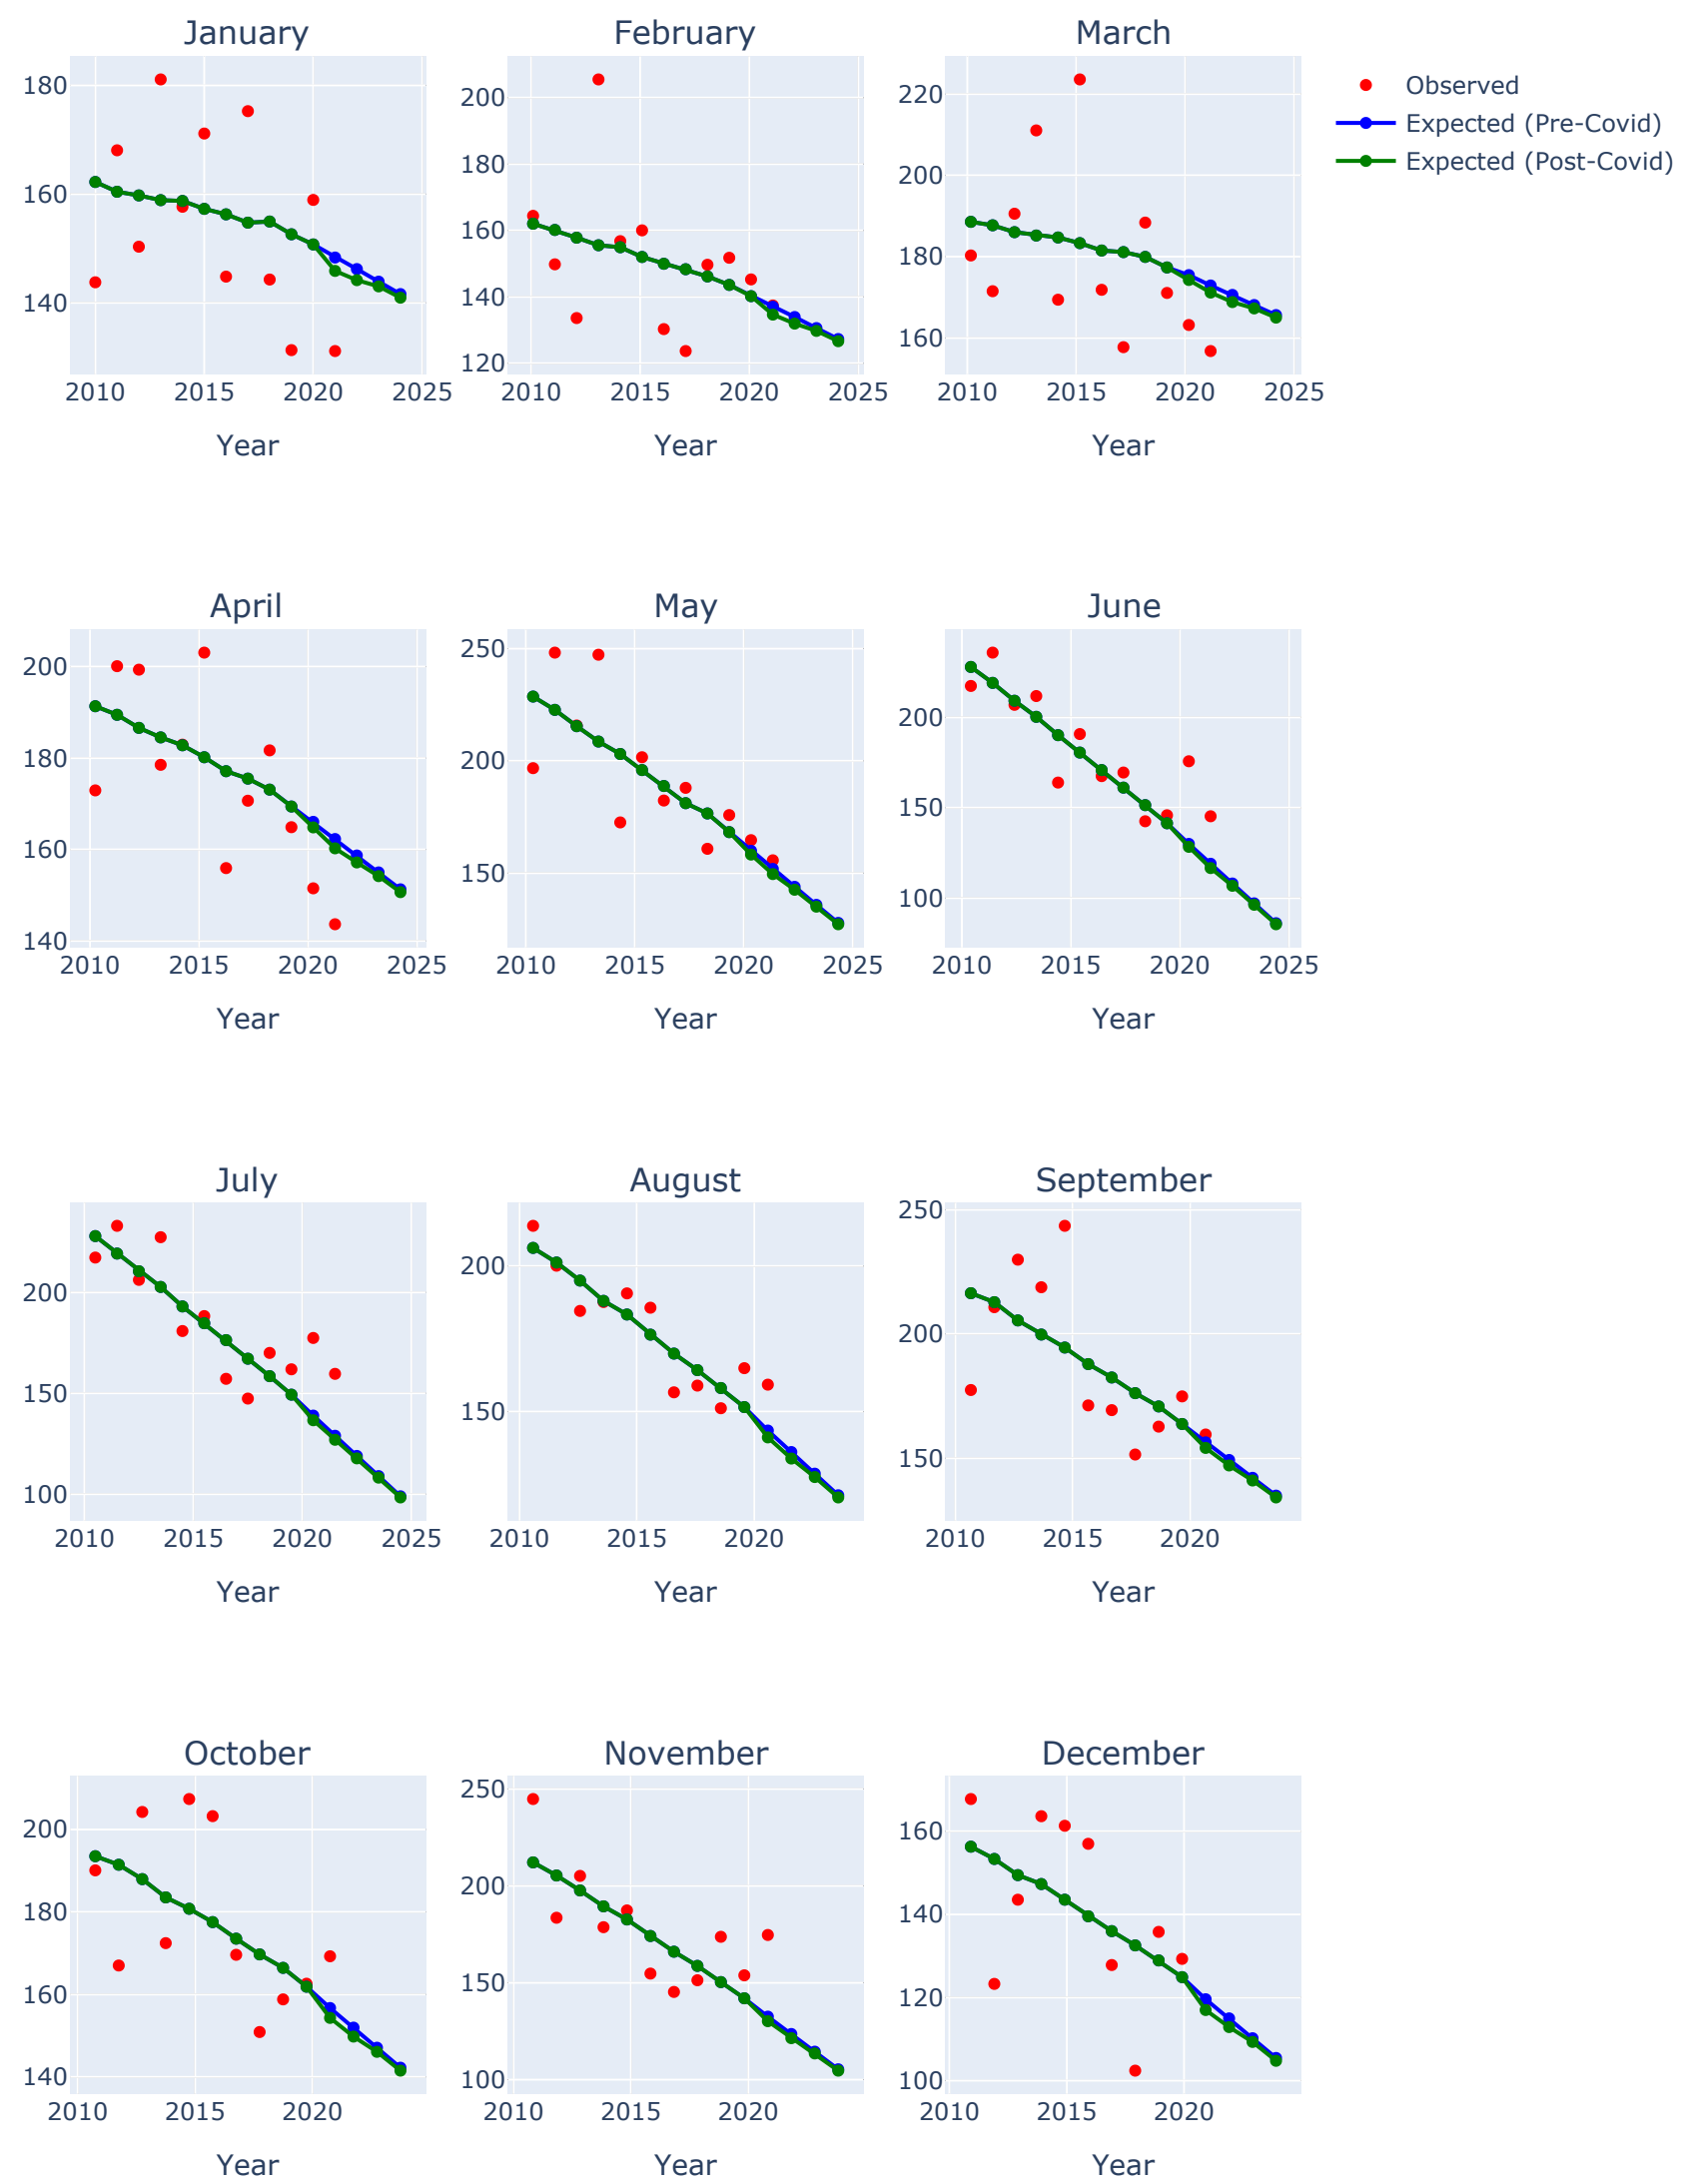 January February March
180 200 220
160 180 200
140 160 180
140 160
120
2010 2015 2020 2025 2010 2015 2020 2025 2010 2015 2020 2025
Year Year Year
Observed
Expected (Pre-Covid)
Expected (Post-Covid)
April May June
200 250 200
180 200 150
160 150 100
140
2010 2015 2020 2025 2010 2015 2020 2025 2010 2015 2020 2025
Year Year Year
July August September
200 200 250
150 150 200
100 150
2010 2015 2020 2025 2010 2015 2020 2010 2015 2020
Year Year Year
October November December
200 250 160
180 200 140
160 150 120
140 100 100
2010 2015 2020 2010 2015 2020 2010 2015 2020
Year Year Year